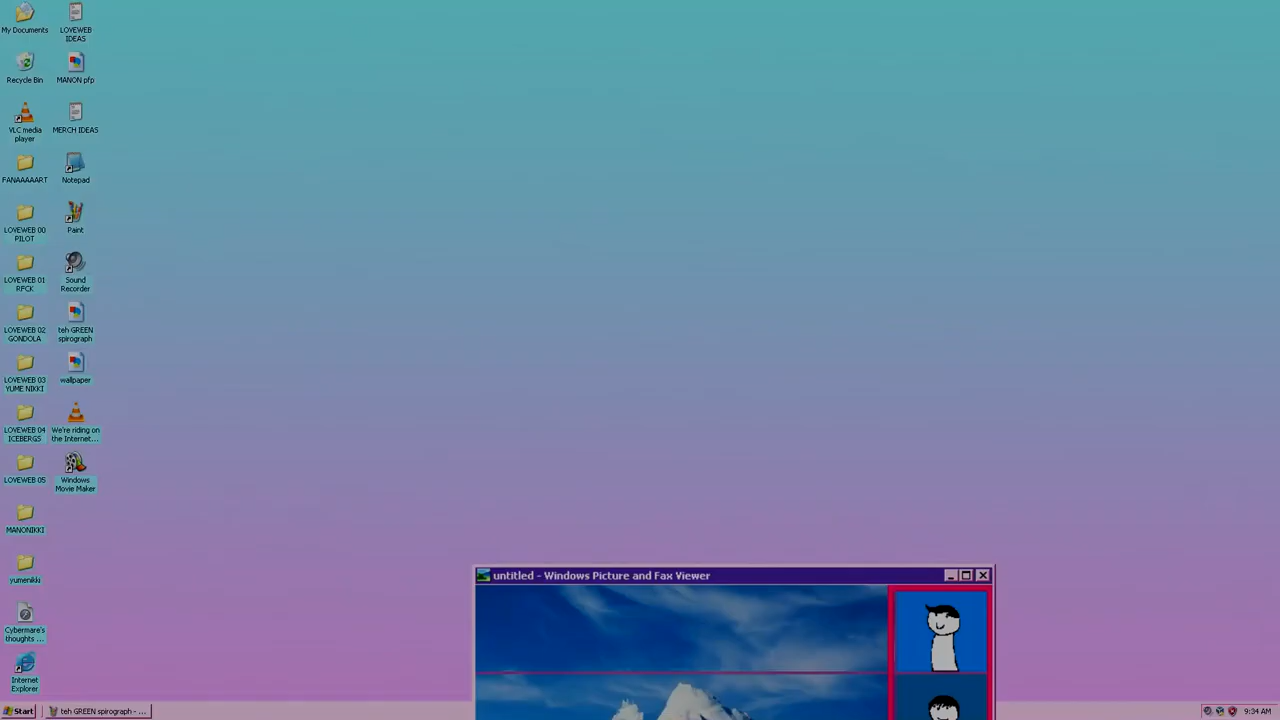 My Documents
LOVEWEB
IDEAS
Recycle Bin
MANON pfp
VLC media
player
MERCH IDEAS
FANAAAAART
Notepad
LOVEWEB 00
PILOT
Paint
LOVEWEB 01
RFCK
Sound
Recorder
LOVEWEB 02
GONDOLA
teh GREEN
spirograph
LOVEWEB 03
YUME NIKKI
wallpaper
LOVEWEB 04
ICEBERGS
We're riding on
the Internet...
LOVEWEB 05
Windows
Movie Maker
MANONIKKI
yumenikki
Cybermare's
thoughts ...
Internet
Explorer
untitled - Windows Picture and Fax Viewer
Start
teh GREEN spirograph - ...
9:34 AM